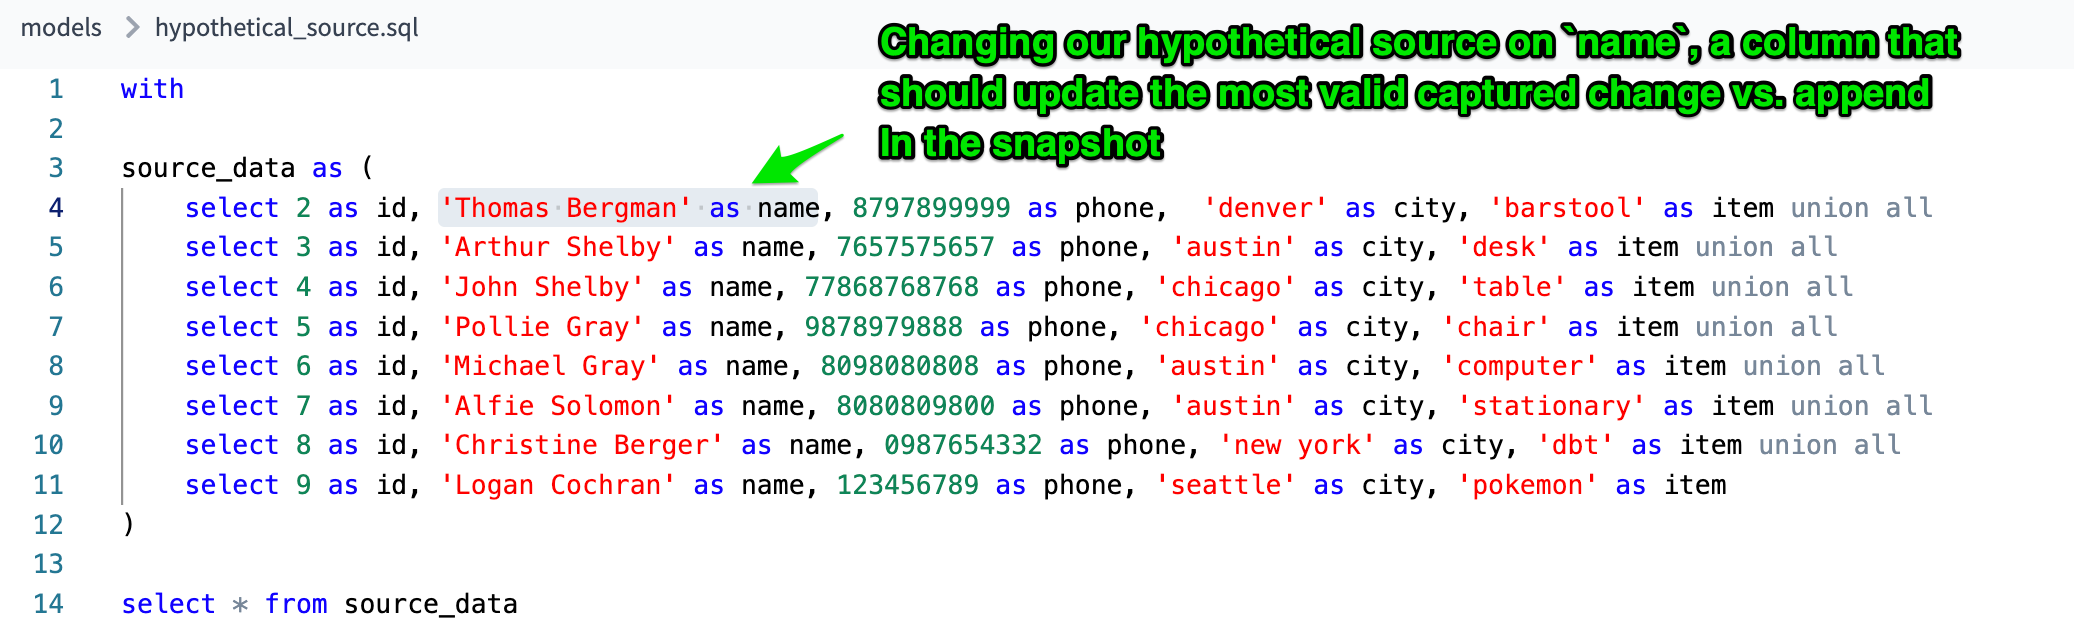 models > hypothetical_source.sql
Changing our hypothetical source on `name`, a column that
should update the most valid captured change vs. append
In the snapshot
1 with
2
3 source_data as (
4 select 2 as id, 'Thomas Bergman' as name, 8797899999 as phone, 'denver' as city, 'barstool' as item union all
5 select 3 as id, 'Arthur Shelby' as name, 7657575657 as phone, 'austin' as city, 'desk' as item union all
6 select 4 as id, 'John Shelby' as name, 77868768768 as phone, 'chicago' as city, 'table' as item union all
7 select 5 as id, 'Pollie Gray' as name, 9878979888 as phone, 'chicago' as city, 'chair' as item union all
8 select 6 as id, 'Michael Gray' as name, 8098080808 as phone, 'austin' as city, 'computer' as item union all
9 select 7 as id, 'Alfie Solomon' as name, 8080809800 as phone, 'austin' as city, 'stationary' as item union all
10 select 8 as id, 'Christine Berger' as name, 0987654332 as phone, 'new york' as city, 'dbt' as item union all
11 select 9 as id, 'Logan Cochran' as name, 123456789 as phone, 'seattle' as city, 'pokemon' as item
12 )
13
14 select * from source_data